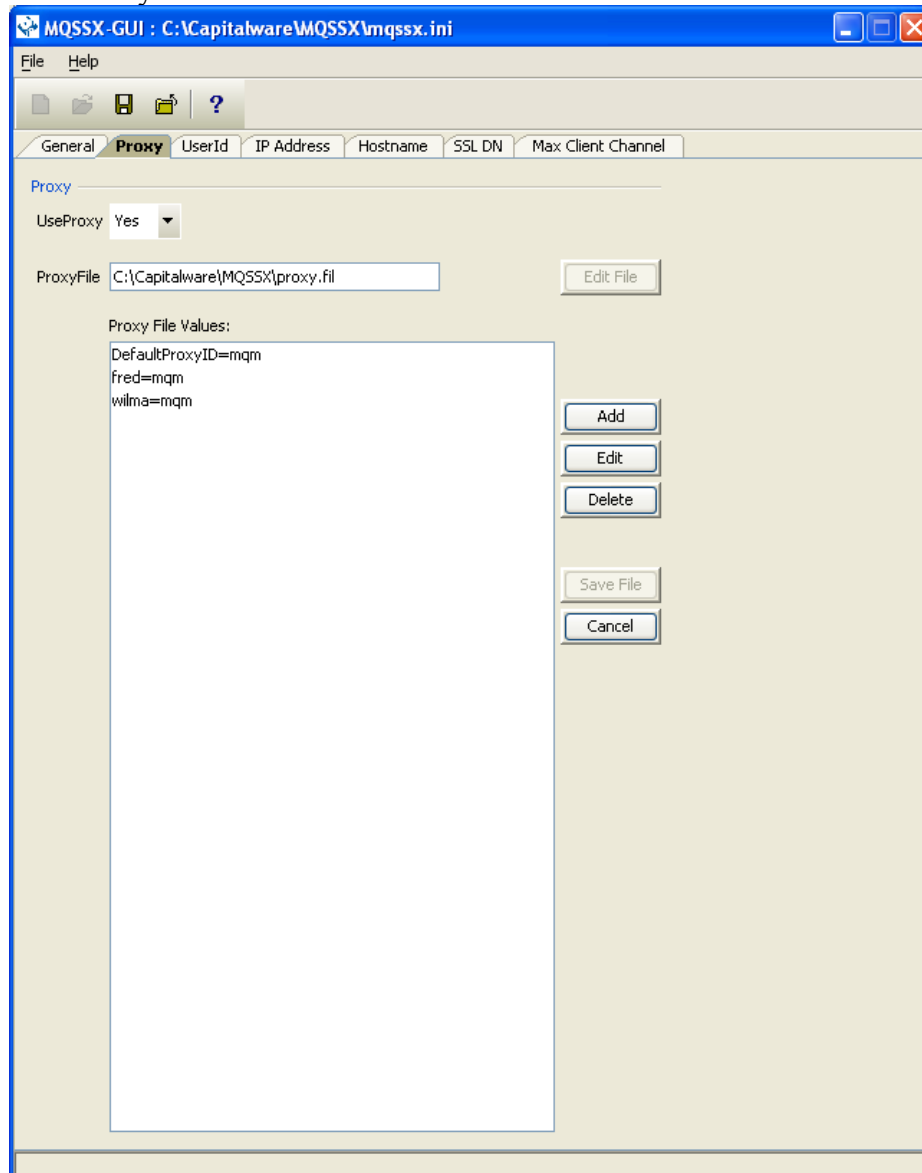 MQSSX-GUI : C:\Capitalware\MQSSX\mqssx.ini
File Help
?
General Proxy UserId IP Address Hostname SSL DN Max Client Channel
Proxy
UseProxy Yes
ProxyFile C:\Capitalware\MQSSX\proxy.fil Edit File
Proxy File Values:
DefaultProxyID=mqm
fred=mqm
wilma=mqm
Add
Edit
Delete
Save File
Cancel